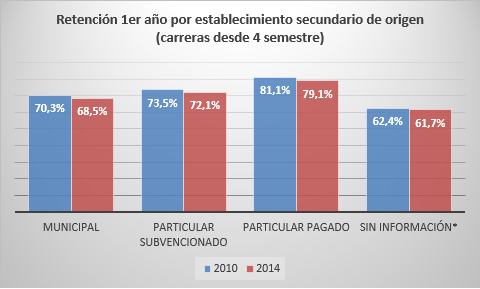 Retención 1er año por establecimiento secundario de origen
(carreras desde 4 semestre)
70,3%
68,5%
73,5%
72,1%
81,1%
79,1%
62,4%
61,7%
MUNICIPAL
PARTICULAR
SUBVENCIONADO
PARTICULAR PAGADO
SIN INFORMACIÓN*
2010
2014